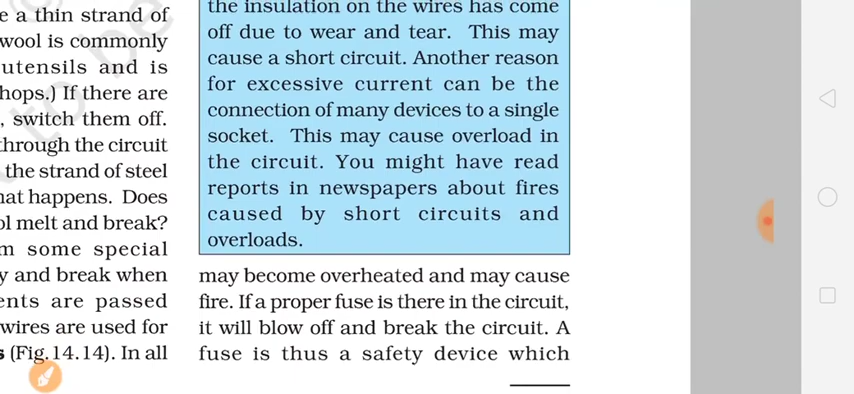 e a thin strand of
wool is commonly
utensils and is
hops.) If there are
, switch them off.
through the circuit
the strand of steel
hat happens. Does
ol melt and break?
m some special
y and break when
ents are passed
wires are used for
s (Fig.14.14). In all
the insulation on the wires has come
off due to wear and tear. This may
cause a short circuit. Another reason
for excessive current can be the
connection of many devices to a single
socket. This may cause overload in
the circuit. You might have read
reports in newspapers about fires
caused by short circuits and
overloads.
may become overheated and may cause
fire. If a proper fuse is there in the circuit,
it will blow off and break the circuit. A
fuse is thus a safety device which